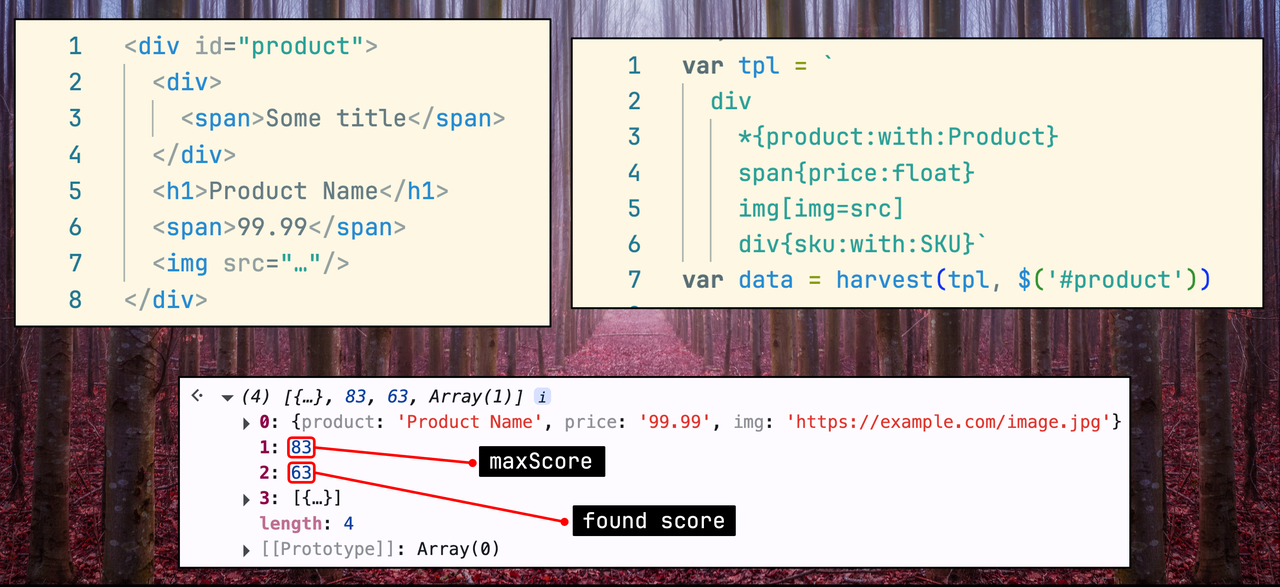 1 <div id="product">
2 <div>
3 <span>Some title</span>
4 </div>
5 <h1>Product Name</h1>
6 <span>99.99</span>
7 <img src="…"/>
8 </div>
1 var tpl = `
2 div
3 *{product:with:Product}
4 span{price:float}
5 img[img=src]
6 div{sku:with:SKU}`
7 var data = harvest(tpl, $('#product'))
(4) [{…}, 83, 63, Array(1)] i
0: {product: 'Product Name', price: '99.99', img: 'https://example.com/image.jpg'}
1: 83
maxScore
2: 63
3: [{…}]
found score
length: 4
[[Prototype]]: Array(0)